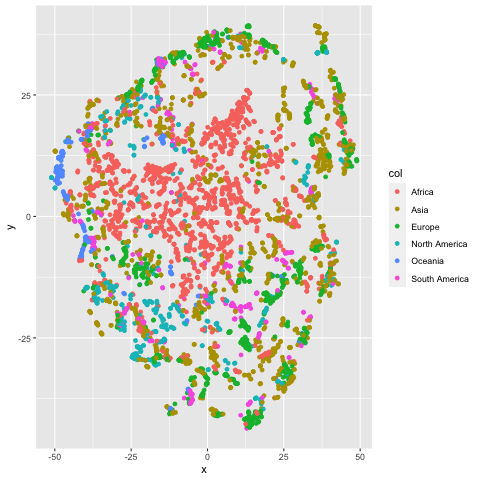 25
0
-25
y
-50
-25
0
25
50
x
col
Africa
Asia
Europe
North America
Oceania
South America